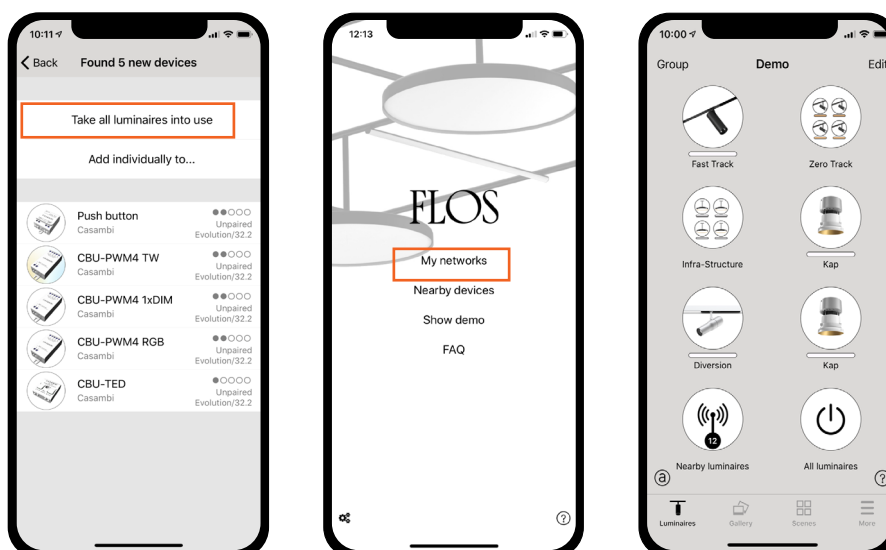 10:11
Back
Found 5 new devices
Take all luminaires into use
Add individually to...
Push button
Casambi
Unpaired
Evolution/32.2
CBU-PWM4 TW
Casambi
Unpaired
Evolution/32.2
CBU-PWM4 1xDIM
Casambi
Unpaired
Evolution/32.2
CBU-PWM4 RGB
Casambi
Unpaired
Evolution/32.2
CBU-TED
Casambi
Unpaired
Evolution/32.2
12:13
FLOS
My networks
Nearby devices
Show demo
FAQ
?
10:00
Group
Demo
Edit
Fast Track
Zero Track
Infra-Structure
Kap
Diversion
Kap
12
Nearby luminaires
All luminaires
a
?
Luminaires
Gallery
Scenes
More